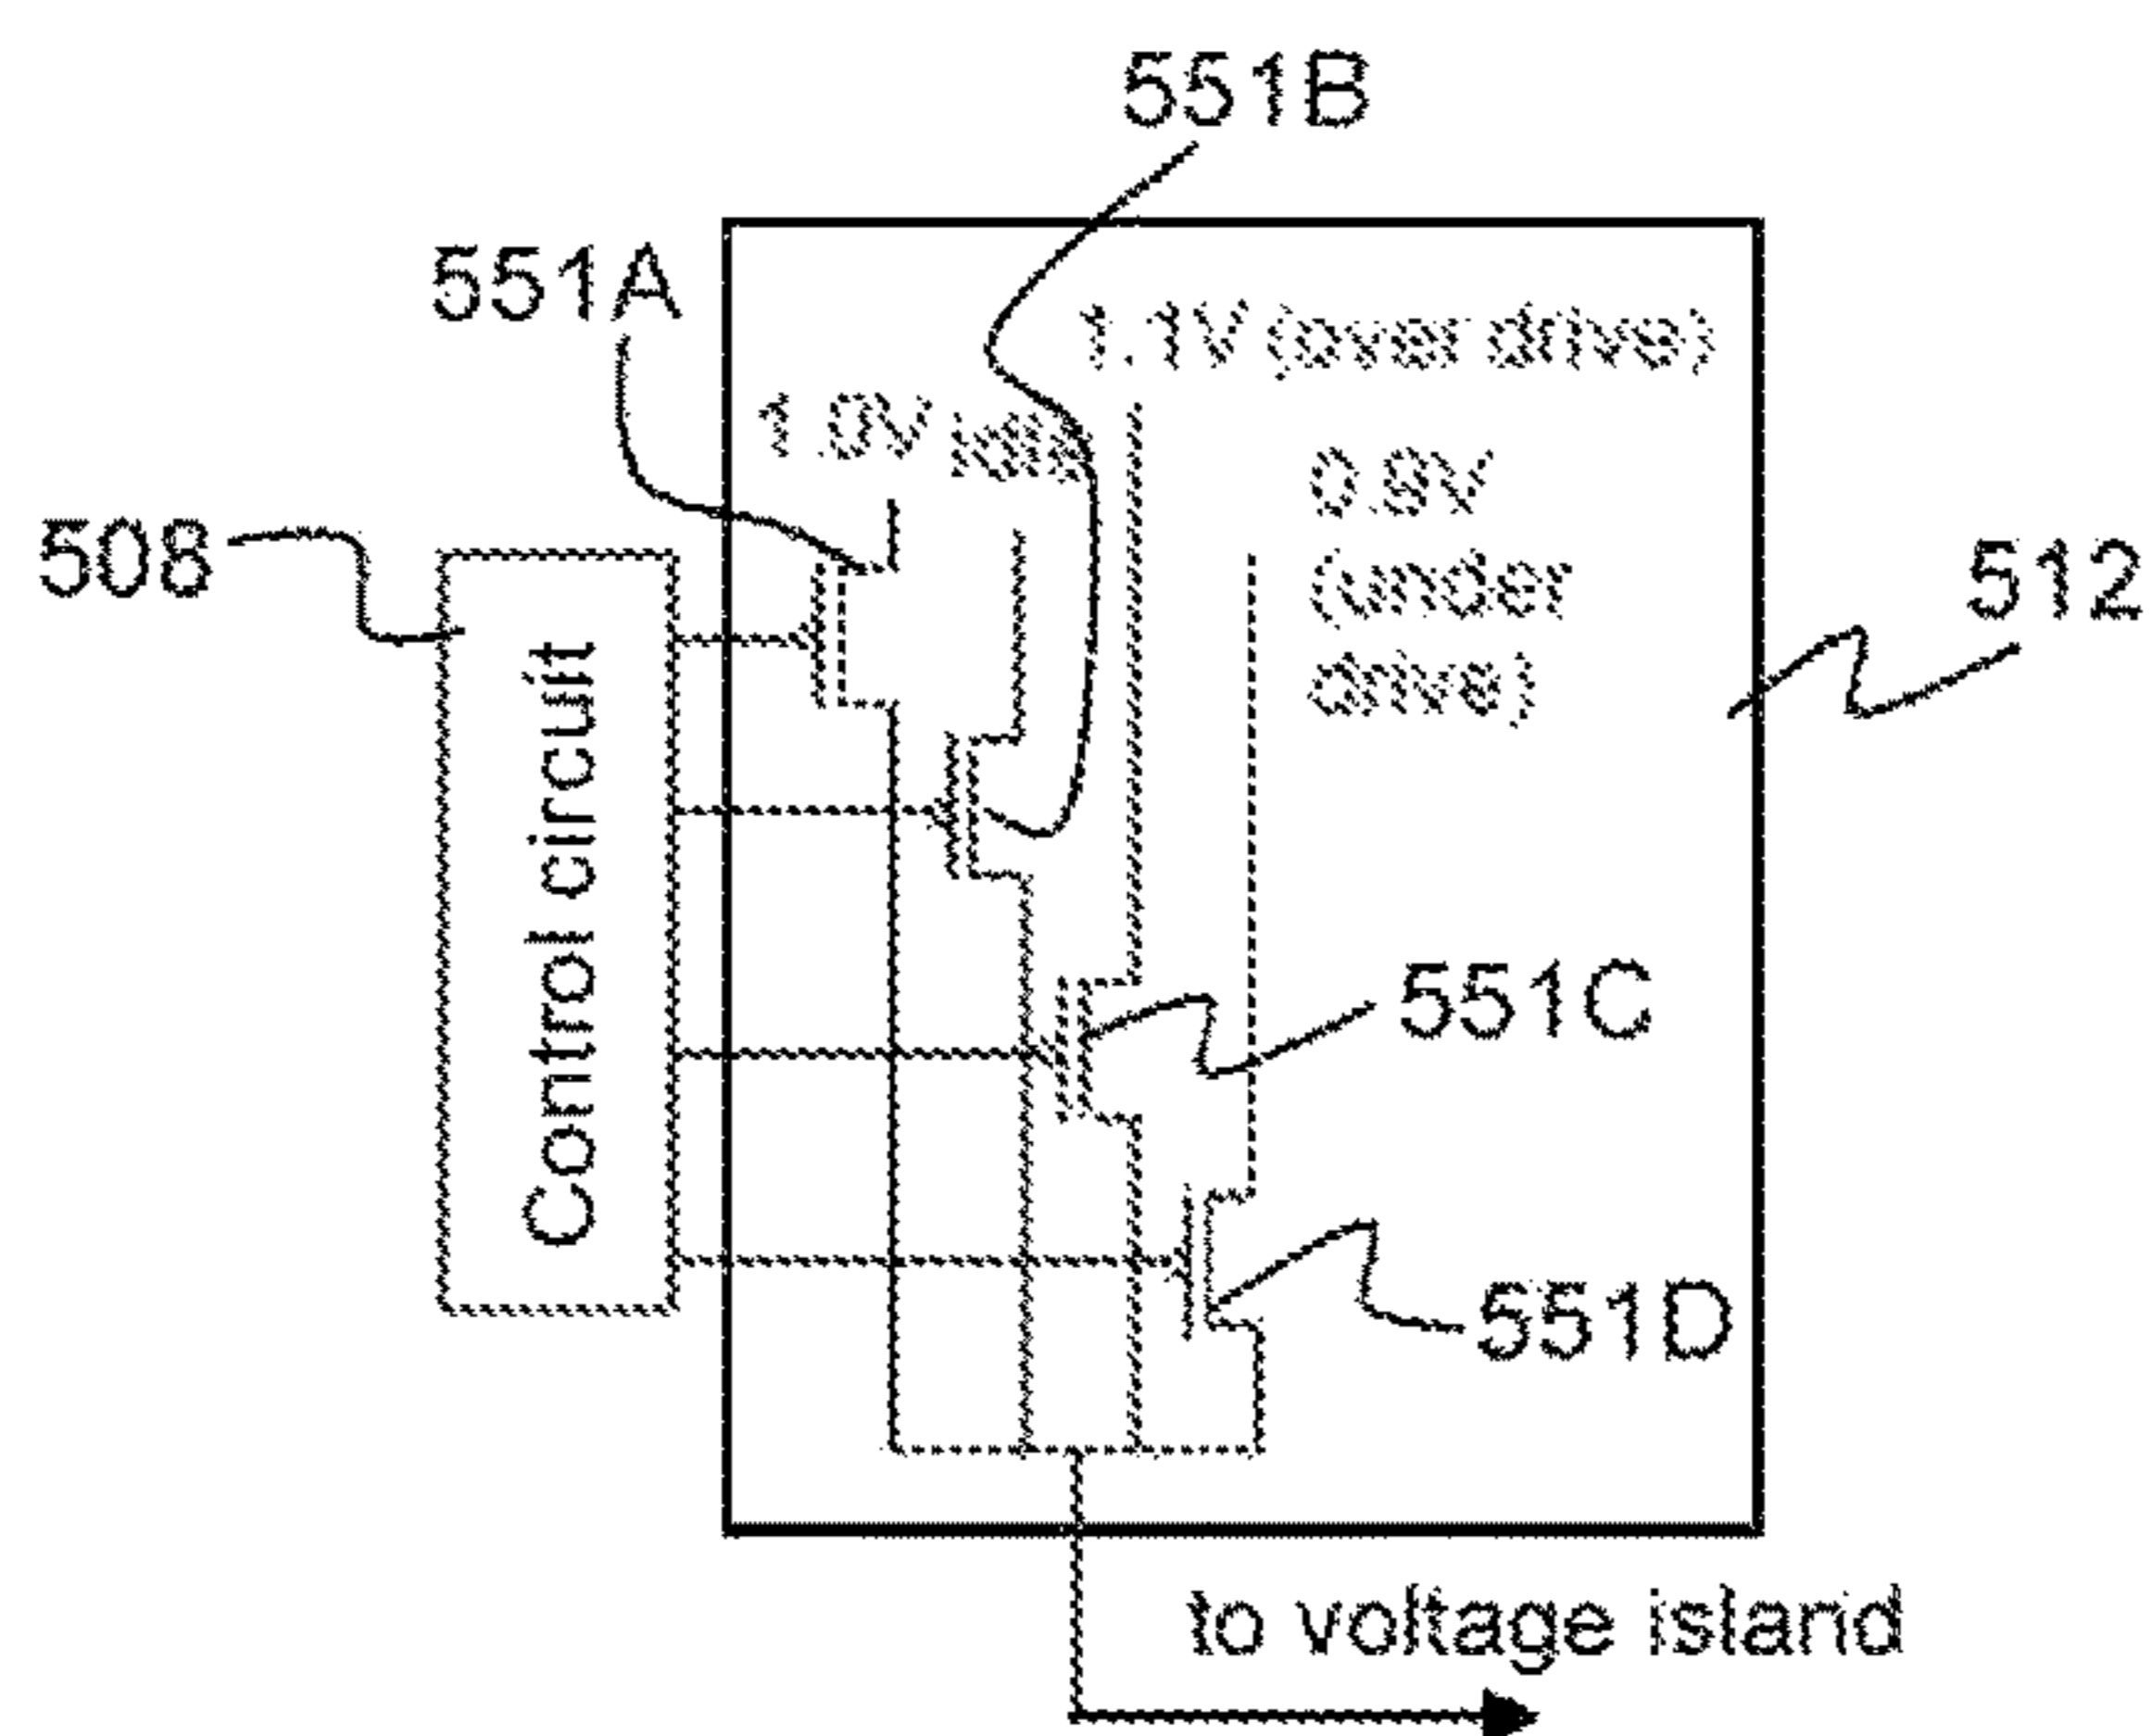 551B
551A
1.1V (over drive)
1.0V
508
0.9V
(under
drive)
512
Control circuit
551C
551D
to voltage island